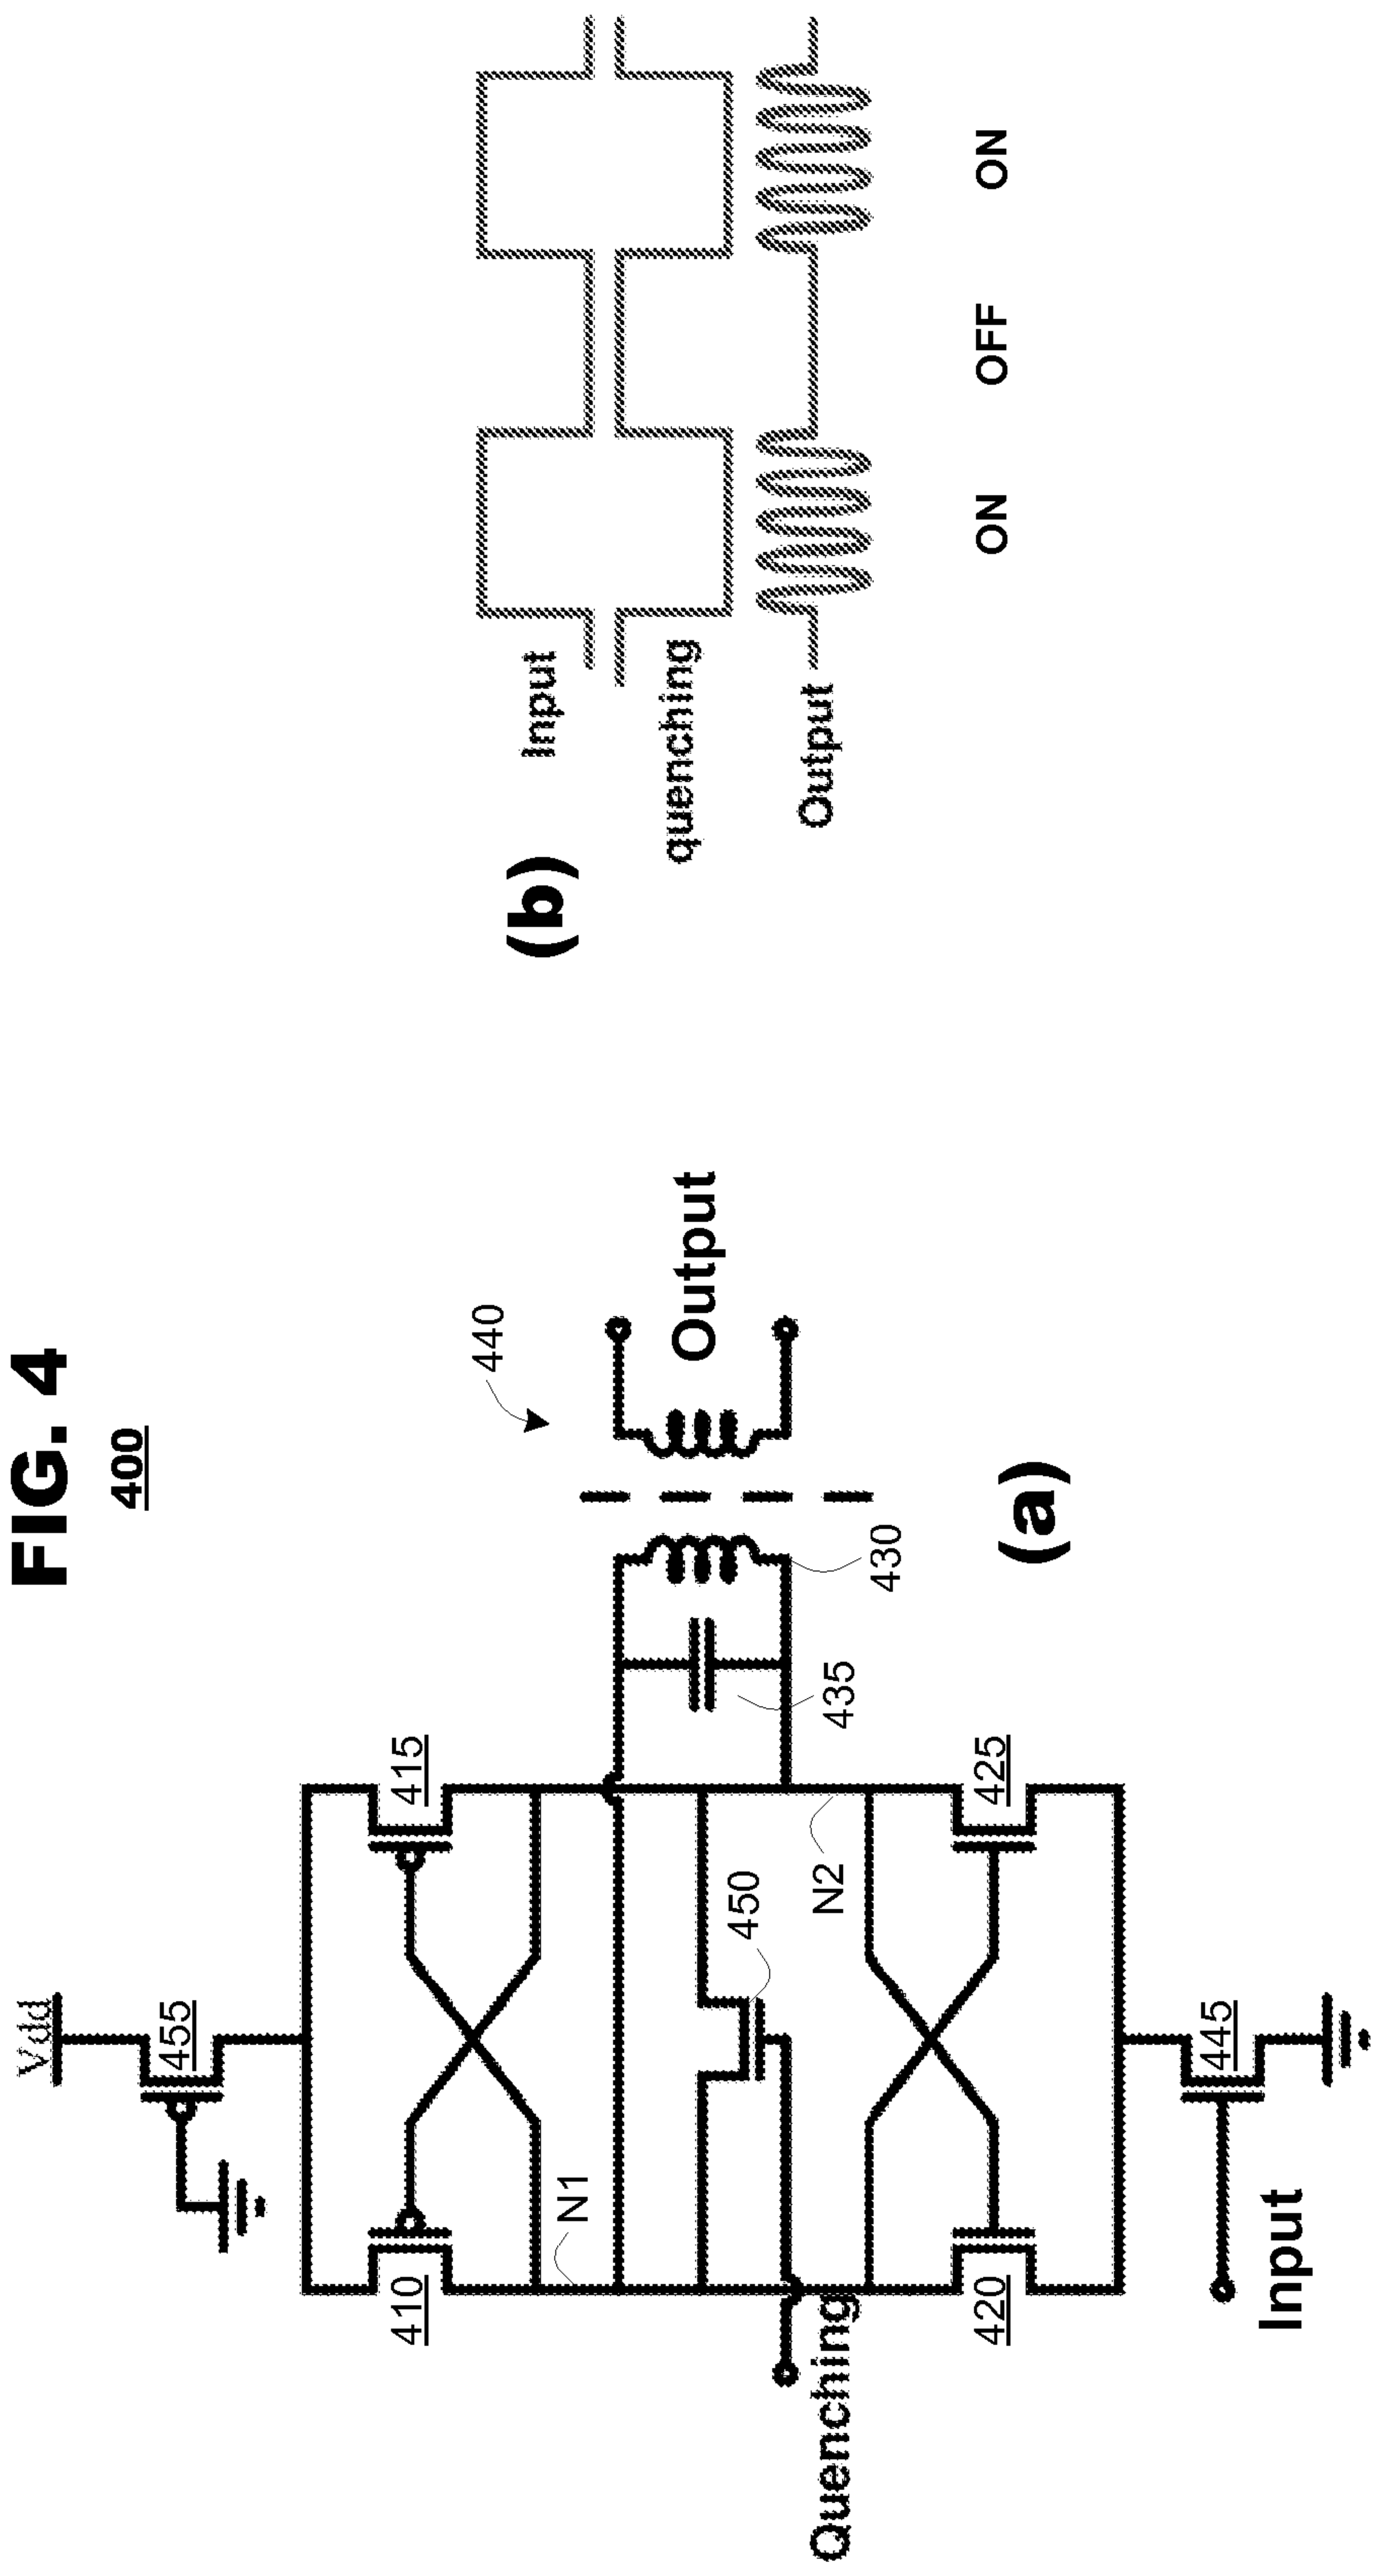 FIG. 4
400
Vdd
455
410
415
N1
440
Output
450
435
430
Quenching
N2
420
425
Input
445
(a)
(b)
Input
quenching
Output
ON
OFF
ON